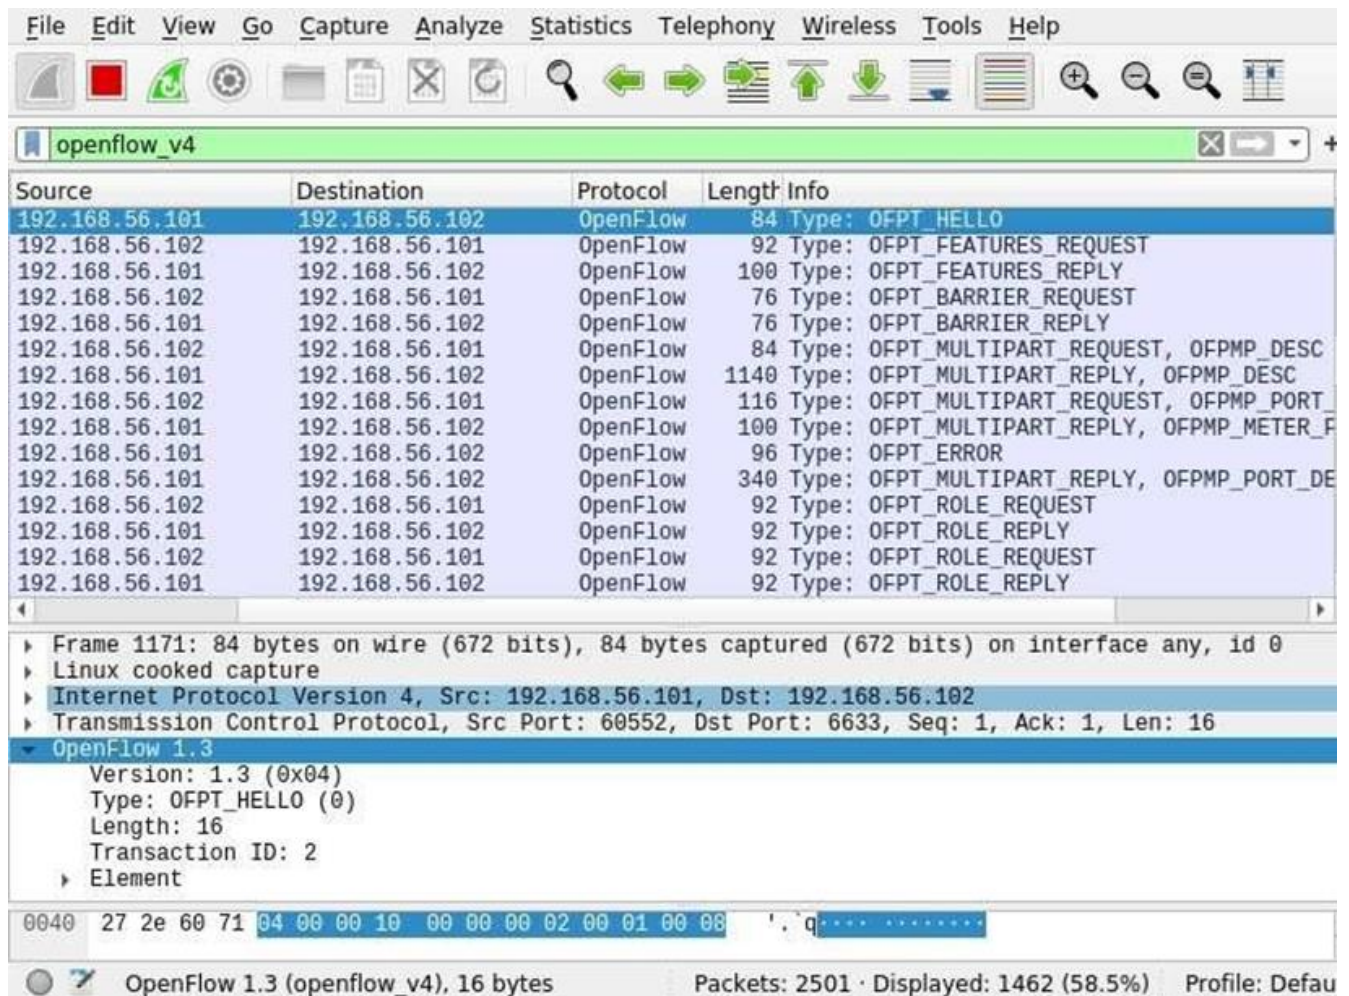 File Edit View Go Capture Analyze Statistics Telephony Wireless Tools Help
openflow_v4
Source Destination Protocol Length Info
192.168.56.101 192.168.56.102 OpenFlow 84 Type: OFPT_HELLO
192.168.56.102 192.168.56.101 OpenFlow 92 Type: OFPT_FEATURES_REQUEST
192.168.56.101 192.168.56.102 OpenFlow 100 Type: OFPT_FEATURES_REPLY
192.168.56.102 192.168.56.101 OpenFlow 76 Type: OFPT_BARRIER_REQUEST
192.168.56.101 192.168.56.102 OpenFlow 76 Type: OFPT_BARRIER_REPLY
192.168.56.102 192.168.56.101 OpenFlow 84 Type: OFPT_MULTIPART_REQUEST, OFPMP_DESC
192.168.56.101 192.168.56.102 OpenFlow 1140 Type: OFPT_MULTIPART_REPLY, OFPMP_DESC
192.168.56.102 192.168.56.101 OpenFlow 116 Type: OFPT_MULTIPART_REQUEST, OFPMP_PORT_
192.168.56.101 192.168.56.102 OpenFlow 100 Type: OFPT_MULTIPART_REPLY, OFPMP_METER_F
192.168.56.101 192.168.56.102 OpenFlow 96 Type: OFPT_ERROR
192.168.56.101 192.168.56.102 OpenFlow 340 Type: OFPT_MULTIPART_REPLY, OFPMP_PORT_DE
192.168.56.102 192.168.56.101 OpenFlow 92 Type: OFPT_ROLE_REQUEST
192.168.56.101 192.168.56.102 OpenFlow 92 Type: OFPT_ROLE_REPLY
192.168.56.102 192.168.56.101 OpenFlow 92 Type: OFPT_ROLE_REQUEST
192.168.56.101 192.168.56.102 OpenFlow 92 Type: OFPT_ROLE_REPLY
Frame 1171: 84 bytes on wire (672 bits), 84 bytes captured (672 bits) on interface any, id 0
Linux cooked capture
Internet Protocol Version 4, Src: 192.168.56.101, Dst: 192.168.56.102
Transmission Control Protocol, Src Port: 60552, Dst Port: 6633, Seq: 1, Ack: 1, Len: 16
OpenFlow 1.3
Version: 1.3 (0x04)
Type: OFPT_HELLO (0)
Length: 16
Transaction ID: 2
Element
0040 27 2e 60 71 04 00 00 10 00 00 00 02 00 01 00 08 '.`q···· ········
OpenFlow 1.3 (openflow_v4), 16 bytes Packets: 2501 · Displayed: 1462 (58.5%) Profile: Defau